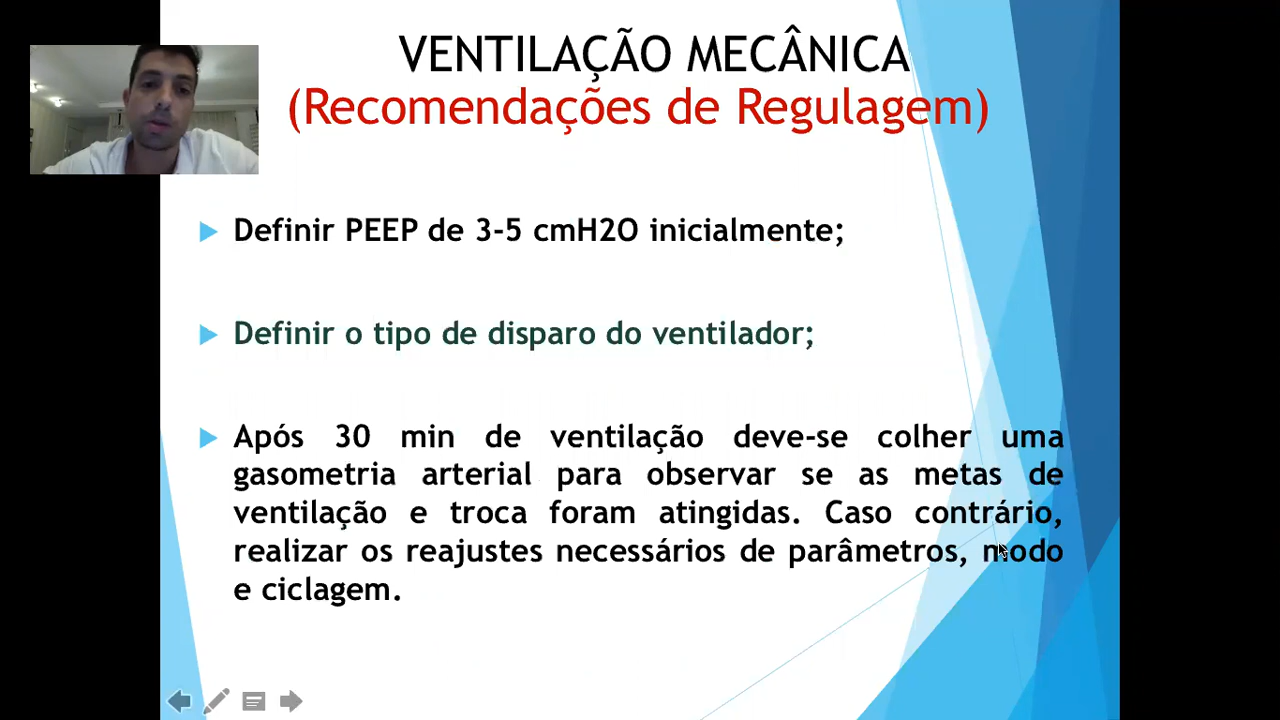 VENTILAÇÃO MECÂNICA
(Recomendações de Regulagem)
Definir PEEP de 3-5 cmH2O inicialmente;
Definir o tipo de disparo do ventilador;
Após 30 min de ventilação deve-se colher uma
gasometria arterial para observar se as metas de
ventilação e troca foram atingidas. Caso contrário,
realizar os reajustes necessários de parâmetros, modo
e ciclagem.